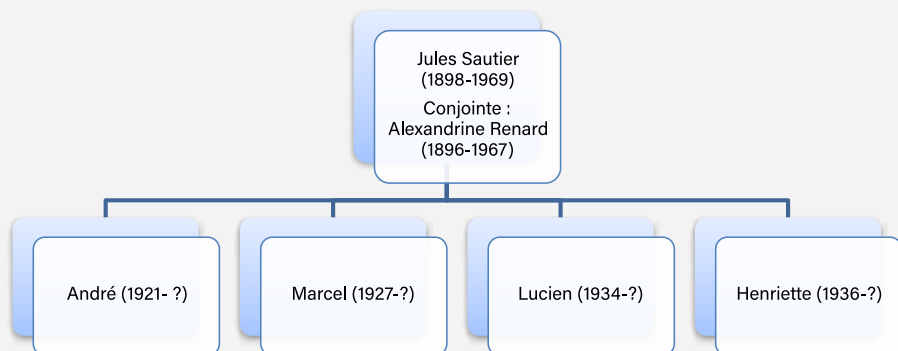 Jules Sautier
(1898-1969)
Conjointe :
Alexandrine Renard
(1896-1967)
André (1921- ?)
Marcel (1927-?)
Lucien (1934-?)
Henriette (1936-?)